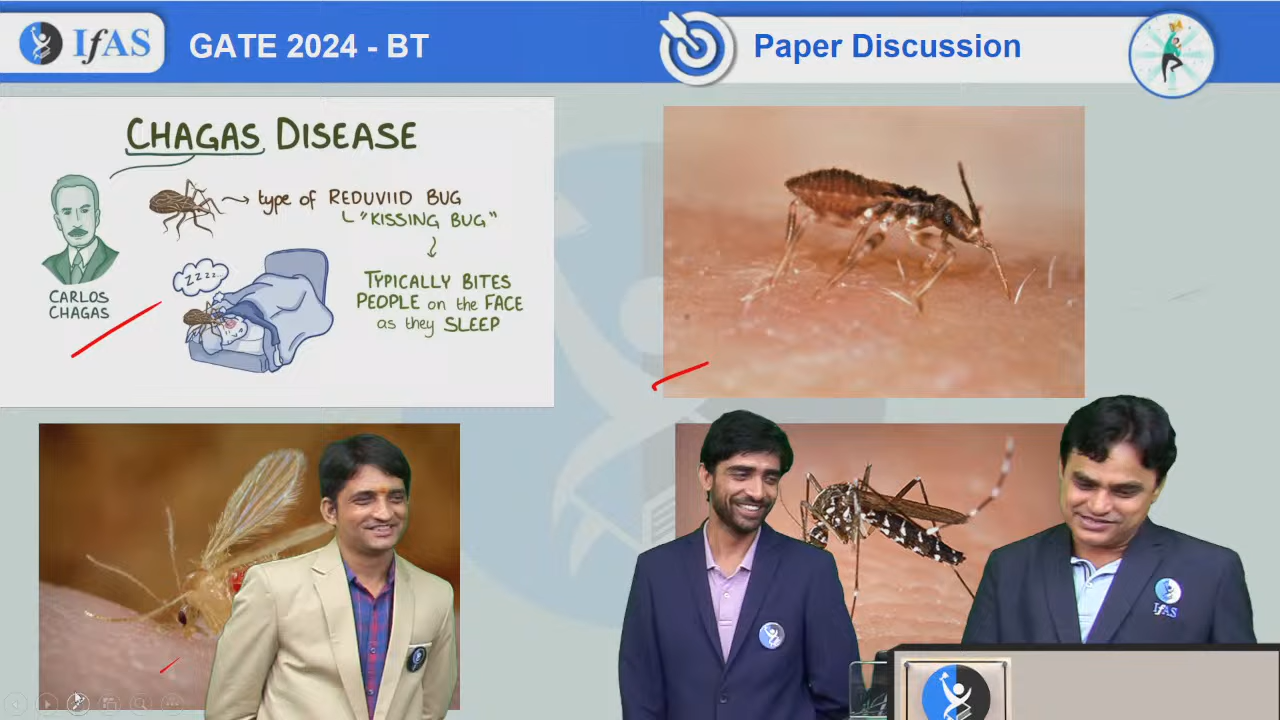 IfAS
GATE 2024 - BT
Paper Discussion
CHAGAS DISEASE
type of REDUVIID BUG
"KISSING BUG"
CARLOS
CHAGAS
ZZZZ...
TYPICALLY BITES
PEOPLE on the FACE
as they SLEEP
IfAS